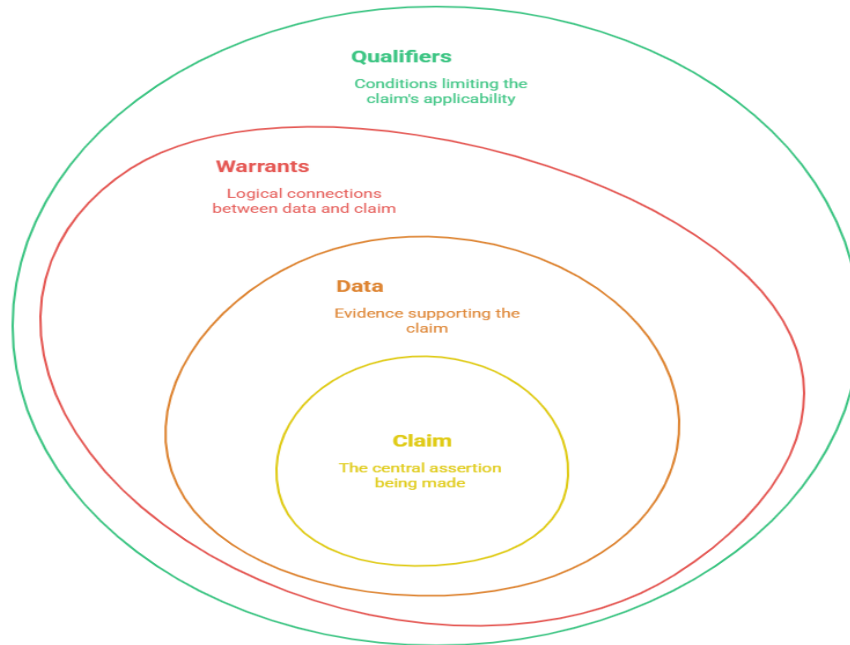 Qualifiers
Conditions limiting the
claim's applicability
Warrants
Logical connections
between data and claim
Data
Evidence supporting the
claim
Claim
The central assertion
being made